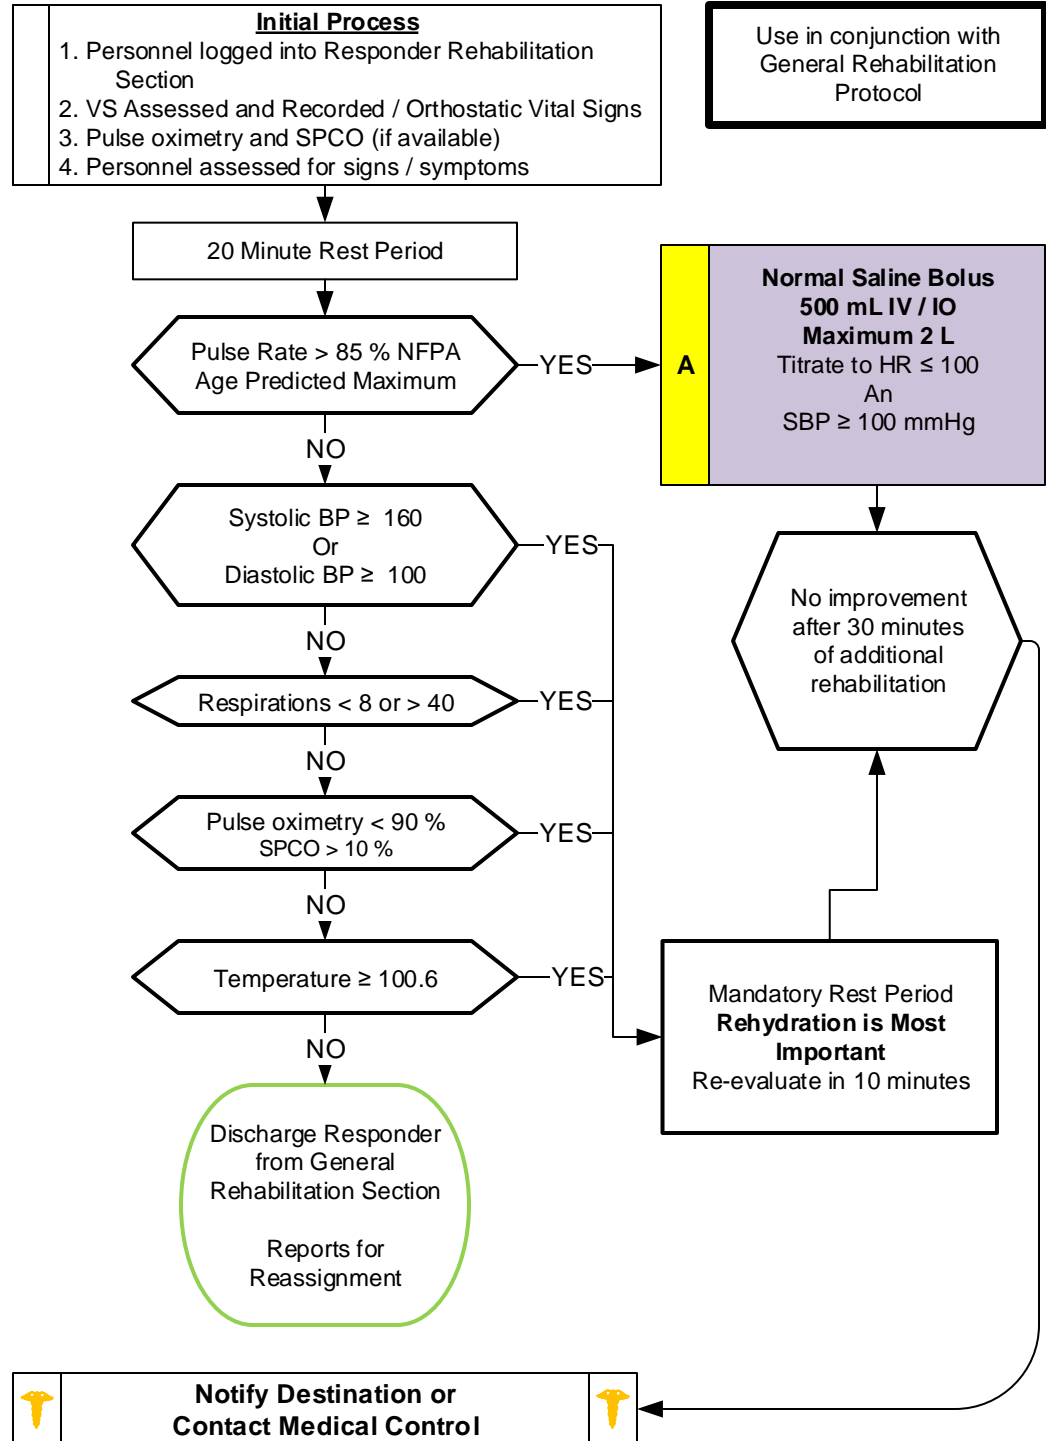 Initial Process
1. Personnel logged into Responder Rehabilitation
Section
2. VS Assessed and Recorded / Orthostatic Vital Signs
3. Pulse oximetry and SPCO (if available)
4. Personnel assessed for signs / symptoms
Use in conjunction with
General Rehabilitation
Protocol
20 Minute Rest Period
Pulse Rate > 85 % NFPA
Age Predicted Maximum
YES
A
Normal Saline Bolus
500 mL IV / IO
Maximum 2 L
Titrate to HR ≤ 100
An
SBP ≥ 100 mmHg
NO
Systolic BP ≥ 160
Or
Diastolic BP ≥ 100
YES
No improvement
after 30 minutes
of additional
rehabilitation
NO
Respirations < 8 or > 40
YES
NO
Pulse oximetry < 90 %
SPCO > 10 %
YES
NO
Temperature ≥ 100.6
YES
Mandatory Rest Period
Rehydration is Most
Important
Re-evaluate in 10 minutes
NO
Discharge Responder
from General
Rehabilitation Section
Reports for
Reassignment
Notify Destination or
Contact Medical Control